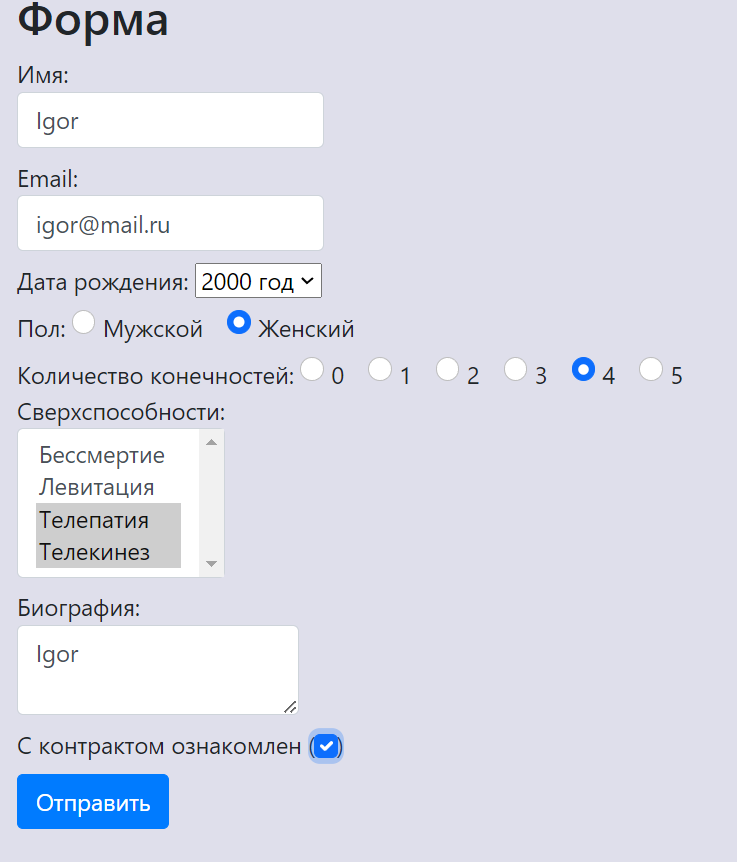 Форма
Имя:
Igor
Email:
igor@mail.ru
Дата рождения: 2000 год
Пол: Мужской Женский
Количество конечностей: 0 1 2 3 4 5
Сверхспособности:
Бессмертие
Левитация
Телепатия
Телекинез
Биография:
Igor
С контрактом ознакомлен ()
Отправить